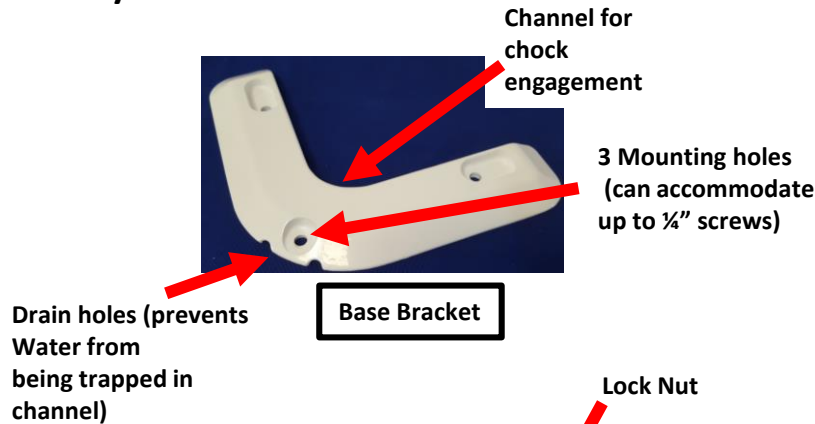 Channel for
chock
engagement
3 Mounting holes
(can accommodate
up to ¼” screws)
Base Bracket
Drain holes (prevents
Water from
being trapped in
channel)
Lock Nut